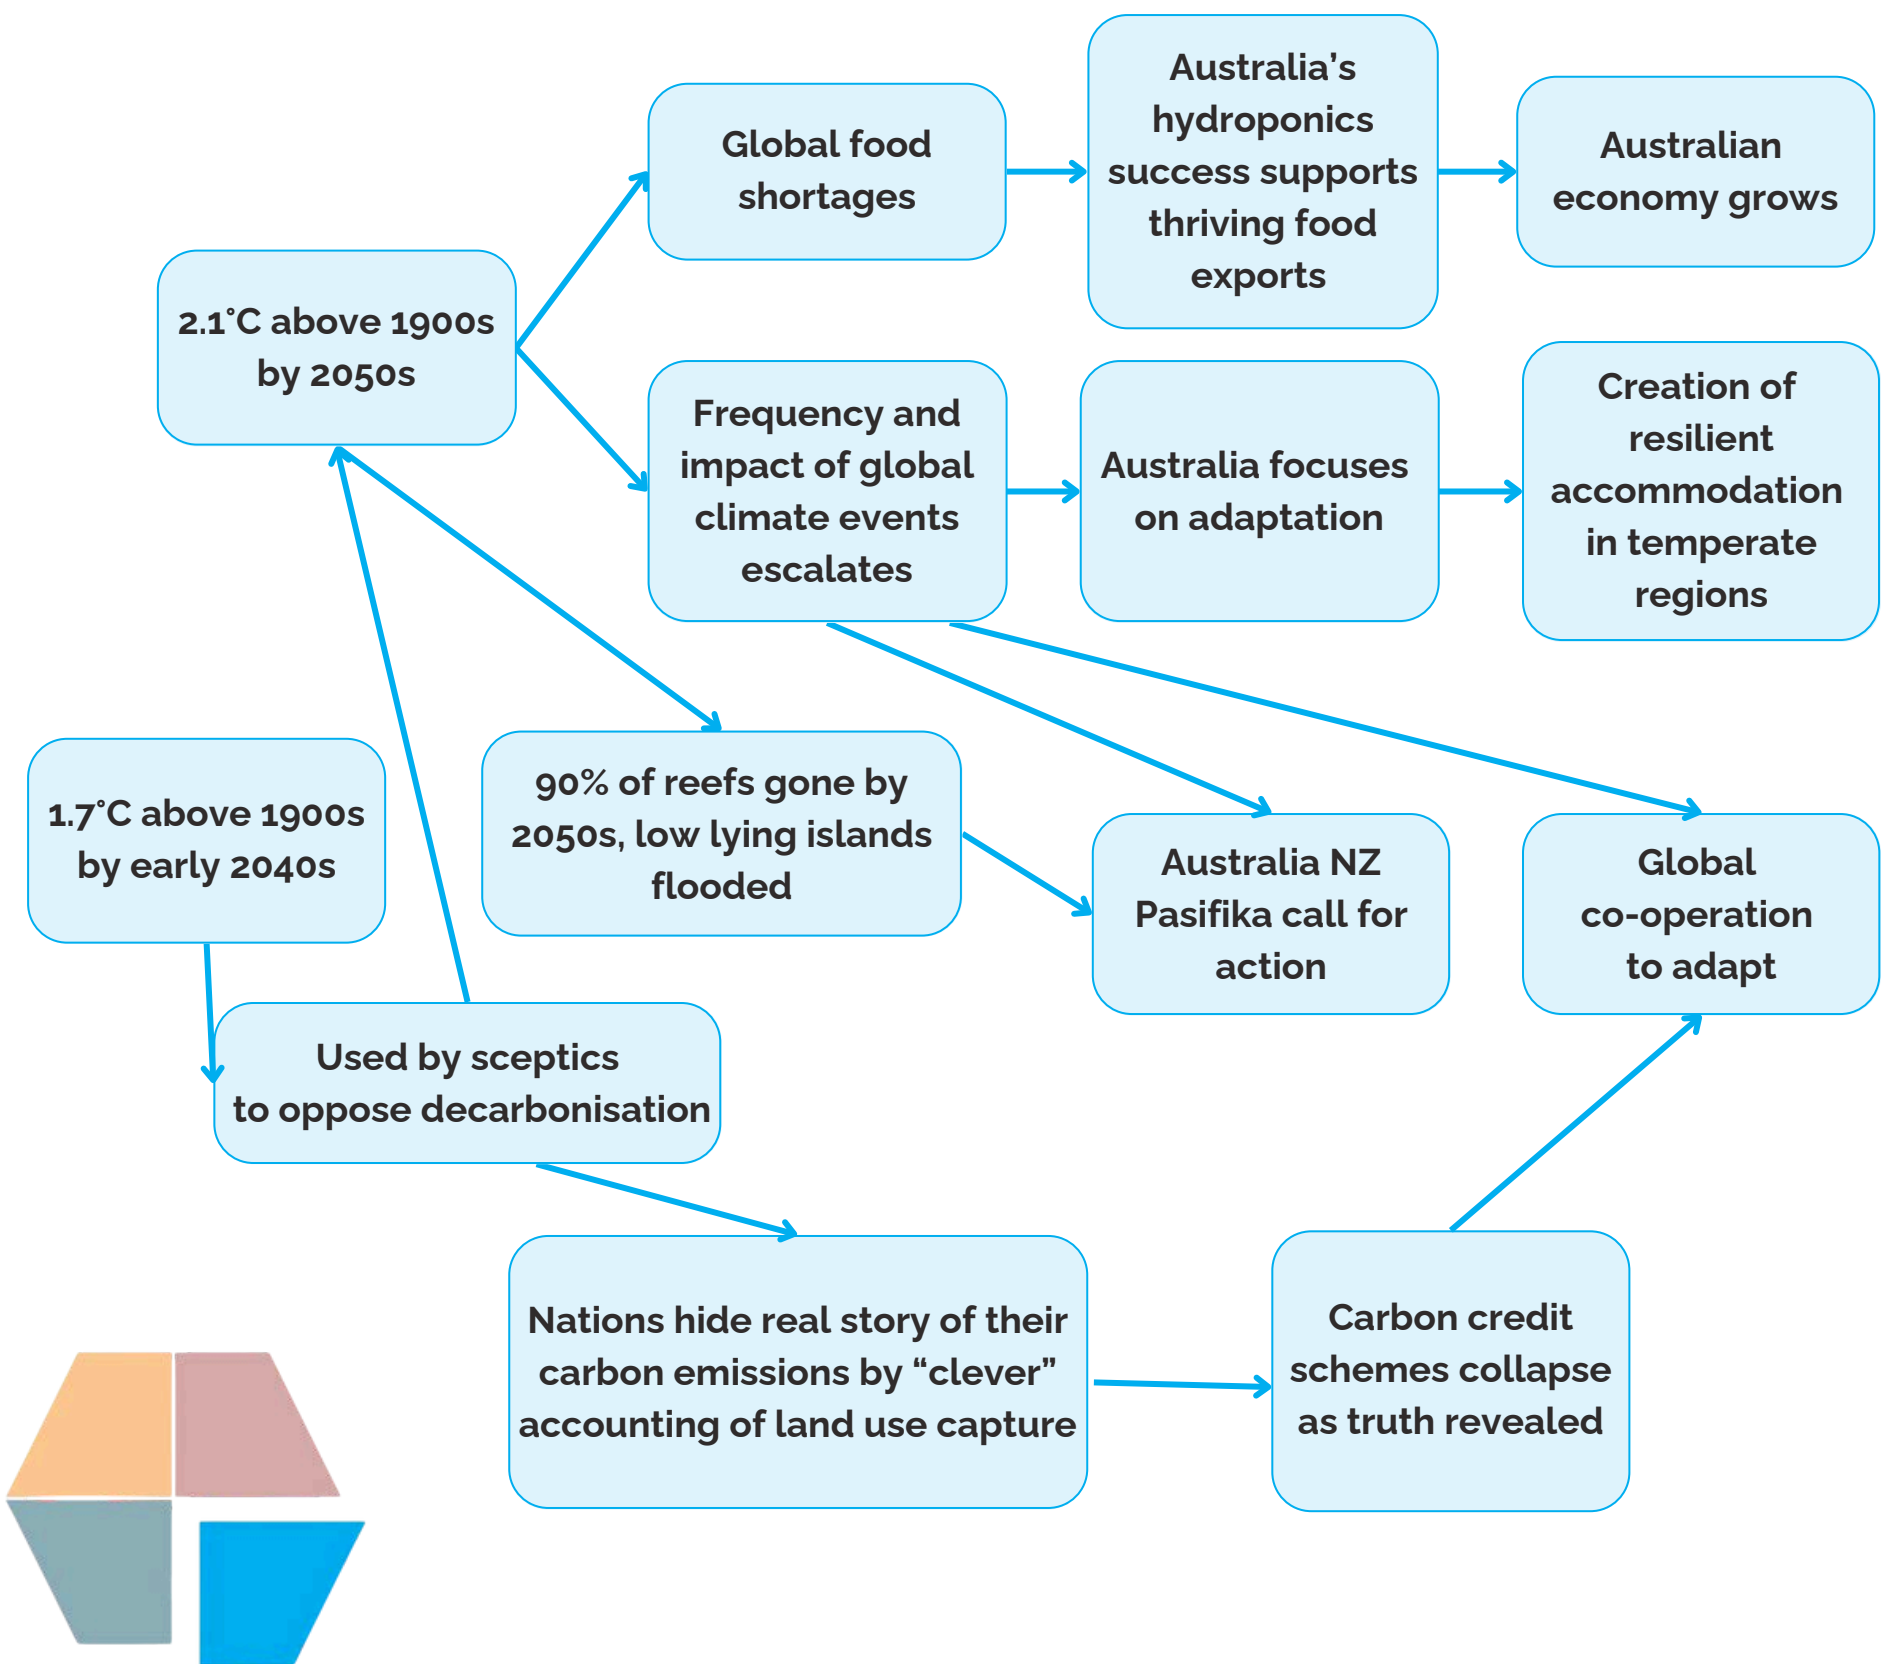 Global food
shortages
Australia’s
hydroponics
success supports
thriving food
exports
Australian
economy grows
2.1°C above 1900s
by 2050s
Frequency and
impact of global
climate events
escalates
Australia focuses
on adaptation
Creation of
resilient
accommodation
in temperate
regions
1.7°C above 1900s
by early 2040s
90% of reefs gone by
2050s, low lying islands
flooded
Australia NZ
Pasifika call for
action
Global
co-operation
to adapt
Used by sceptics
to oppose decarbonisation
Nations hide real story of their
carbon emissions by “clever”
accounting of land use capture
Carbon credit
schemes collapse
as truth revealed